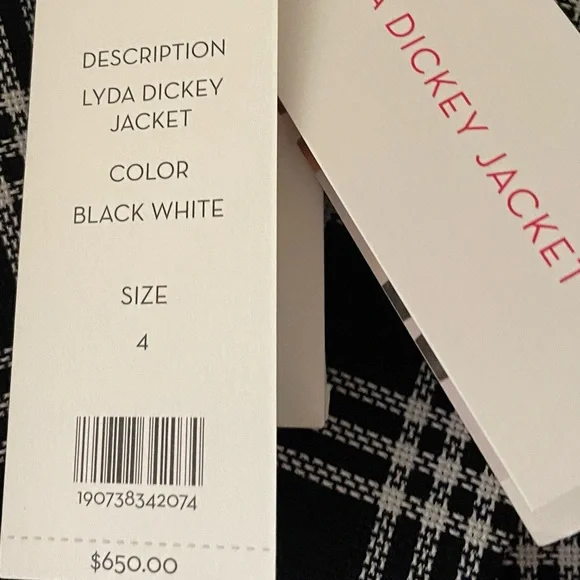 DESCRIPTION
LYDA DICKEY
JACKET
COLOR
BLACK WHITE
SIZE
4
190738342074
$650.00
A DICKEY JACKET